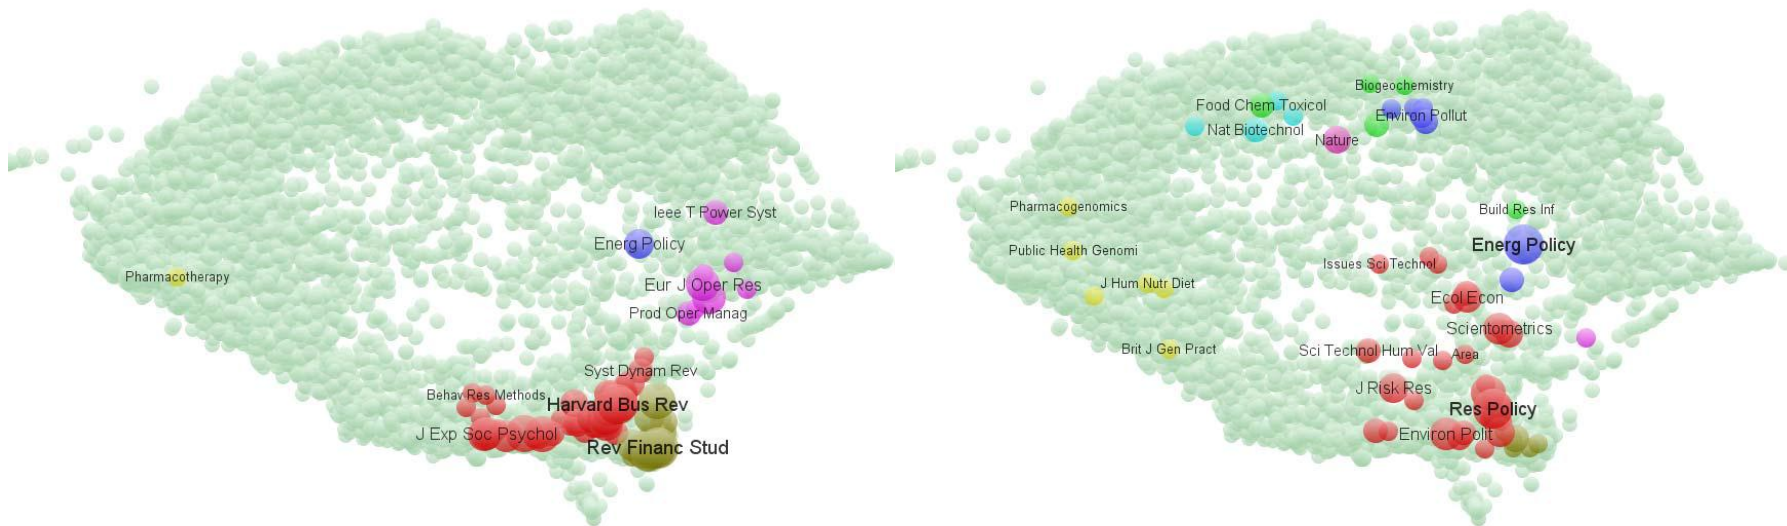 Ieee T Power Syst
Energ Policy
Pharmacotherapy
Eur J Oper Res
Prod Oper Manag
Syst Dynam Rev
Behav Res Methods
Harvard Bus Rev
J Exp Soc Psychol
Rev Financ Stud
Biogeochemistry
Food Chem Toxicol
Environ Pollut
Nat Biotechnol
Nature
Pharmacogenomics
Build Res Inf
Energ Policy
Public Health Genomi
Issues Sci Technol
J Hum Nutr Diet
Ecol Econ
Scientometrics
Brit J Gen Pract
Sci Technol Hum Val
Area
J Risk Res
Res Policy
Environ Polit